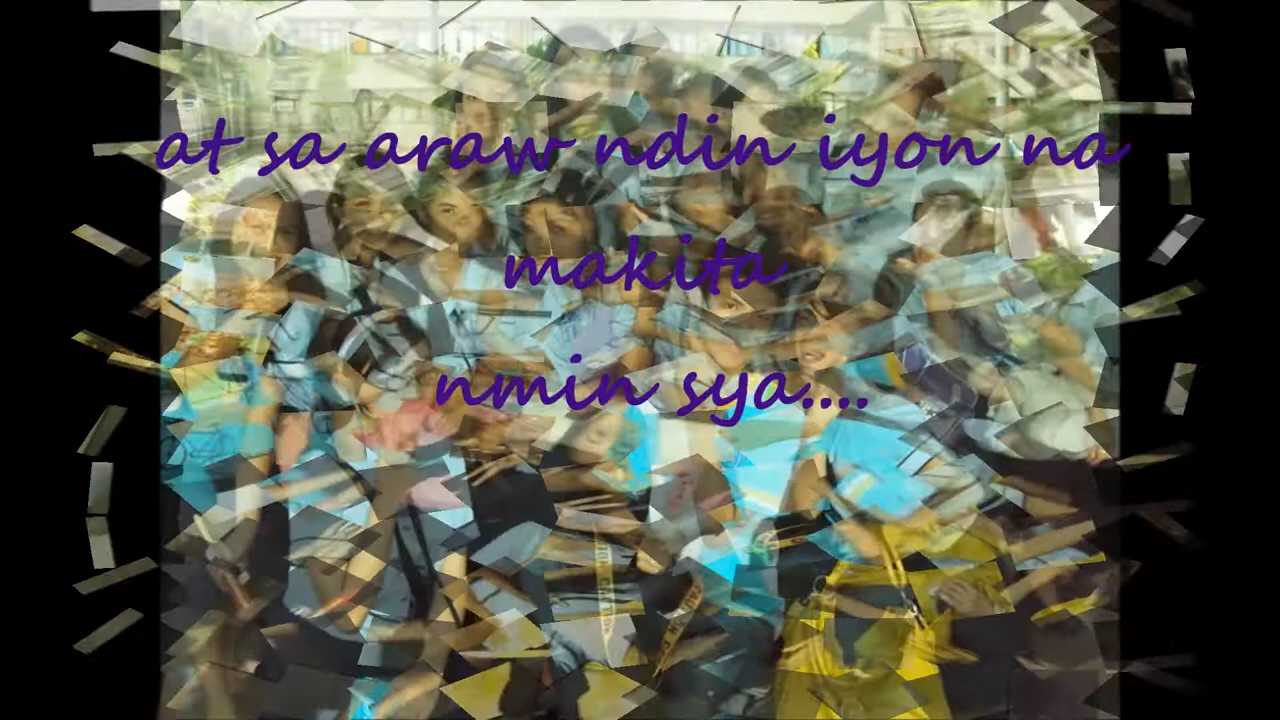 at sa araw ndin iyon na
makita
nmin sya....